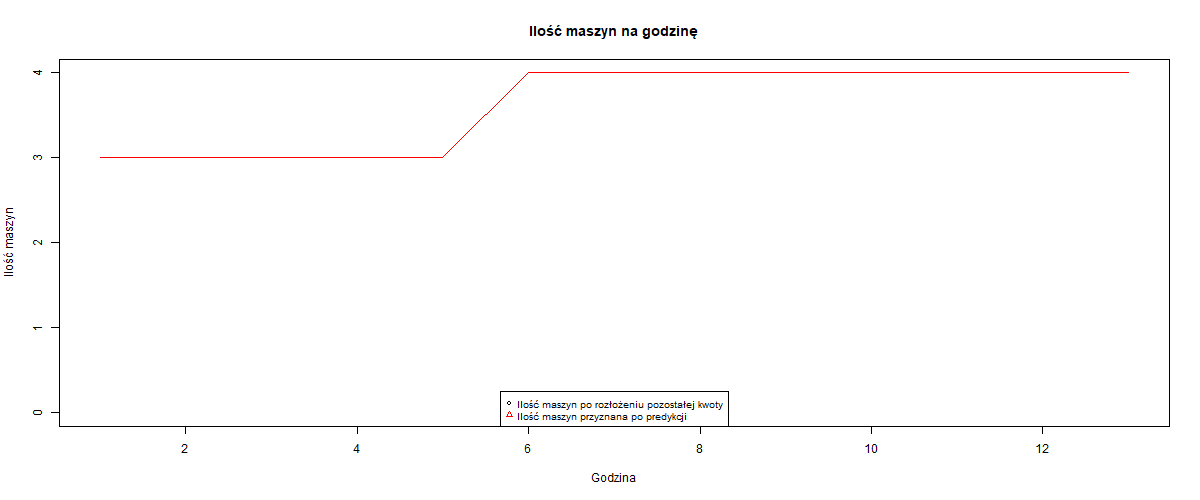 Ilość maszyn na godzinę
Ilość maszyn
4
3
2
1
0
Ilość maszyn po rozłożeniu pozostałej kwoty
Ilość maszyn przyznana po predykcji
2 4 6 8 10 12
Godzina